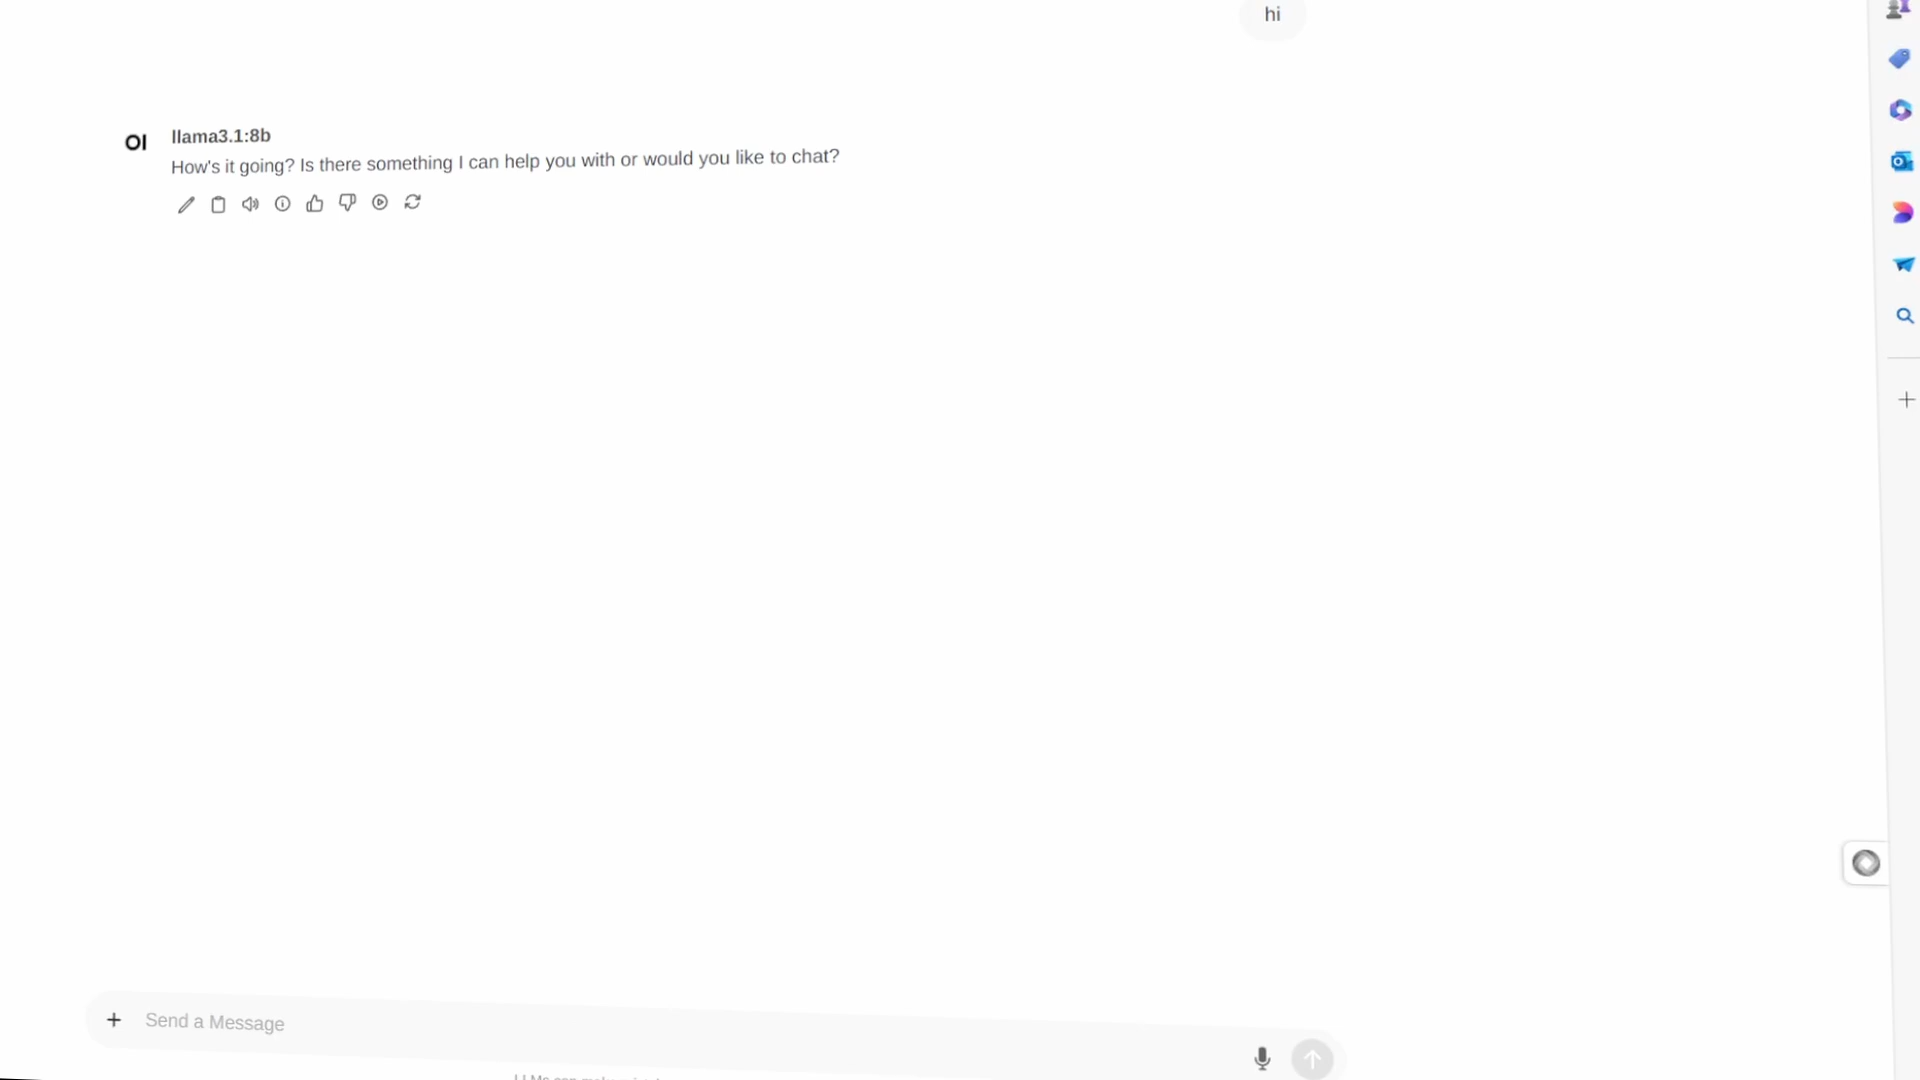 hi
OI
llama3.1:8b
How's it going? Is there something I can help you with or would you like to chat?
Send a Message